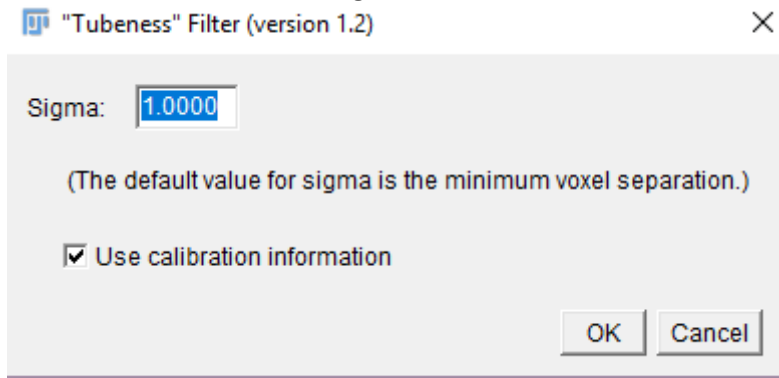 "Tubeness" Filter (version 1.2)
Sigma: 1.0000
(The default value for sigma is the minimum voxel separation.)
Use calibration information
OK Cancel